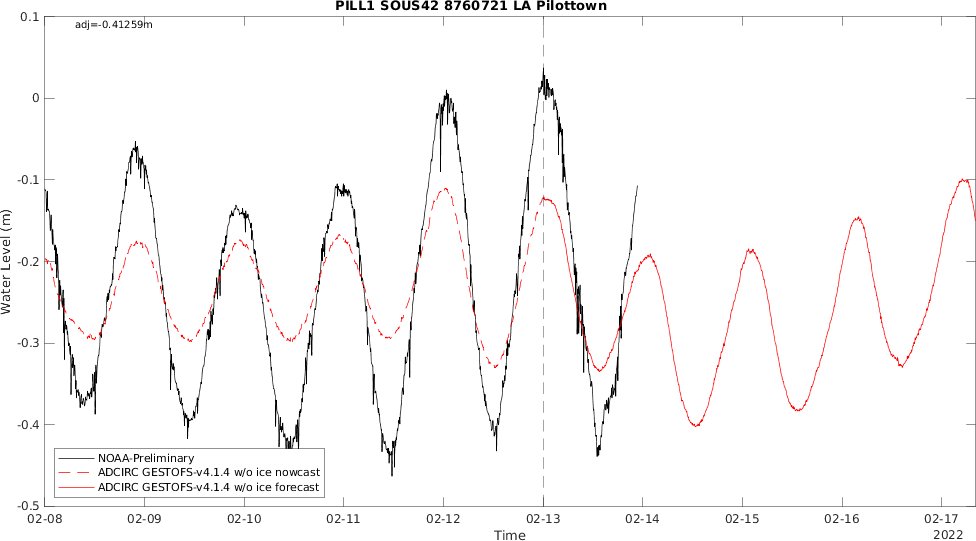 PILL1 SOUS42 8760721 LA Pilottown
adj=-0.41259m
0.1
0
-0.1
-0.2
-0.3
-0.4
-0.5
Water Level (m)
NOAA-Preliminary
ADCIRC GESTOFS-v4.1.4 w/o ice nowcast
ADCIRC GESTOFS-v4.1.4 w/o ice forecast
02-08 02-09 02-10 02-11 02-12 02-13 02-14 02-15 02-16 02-17
Time
2022